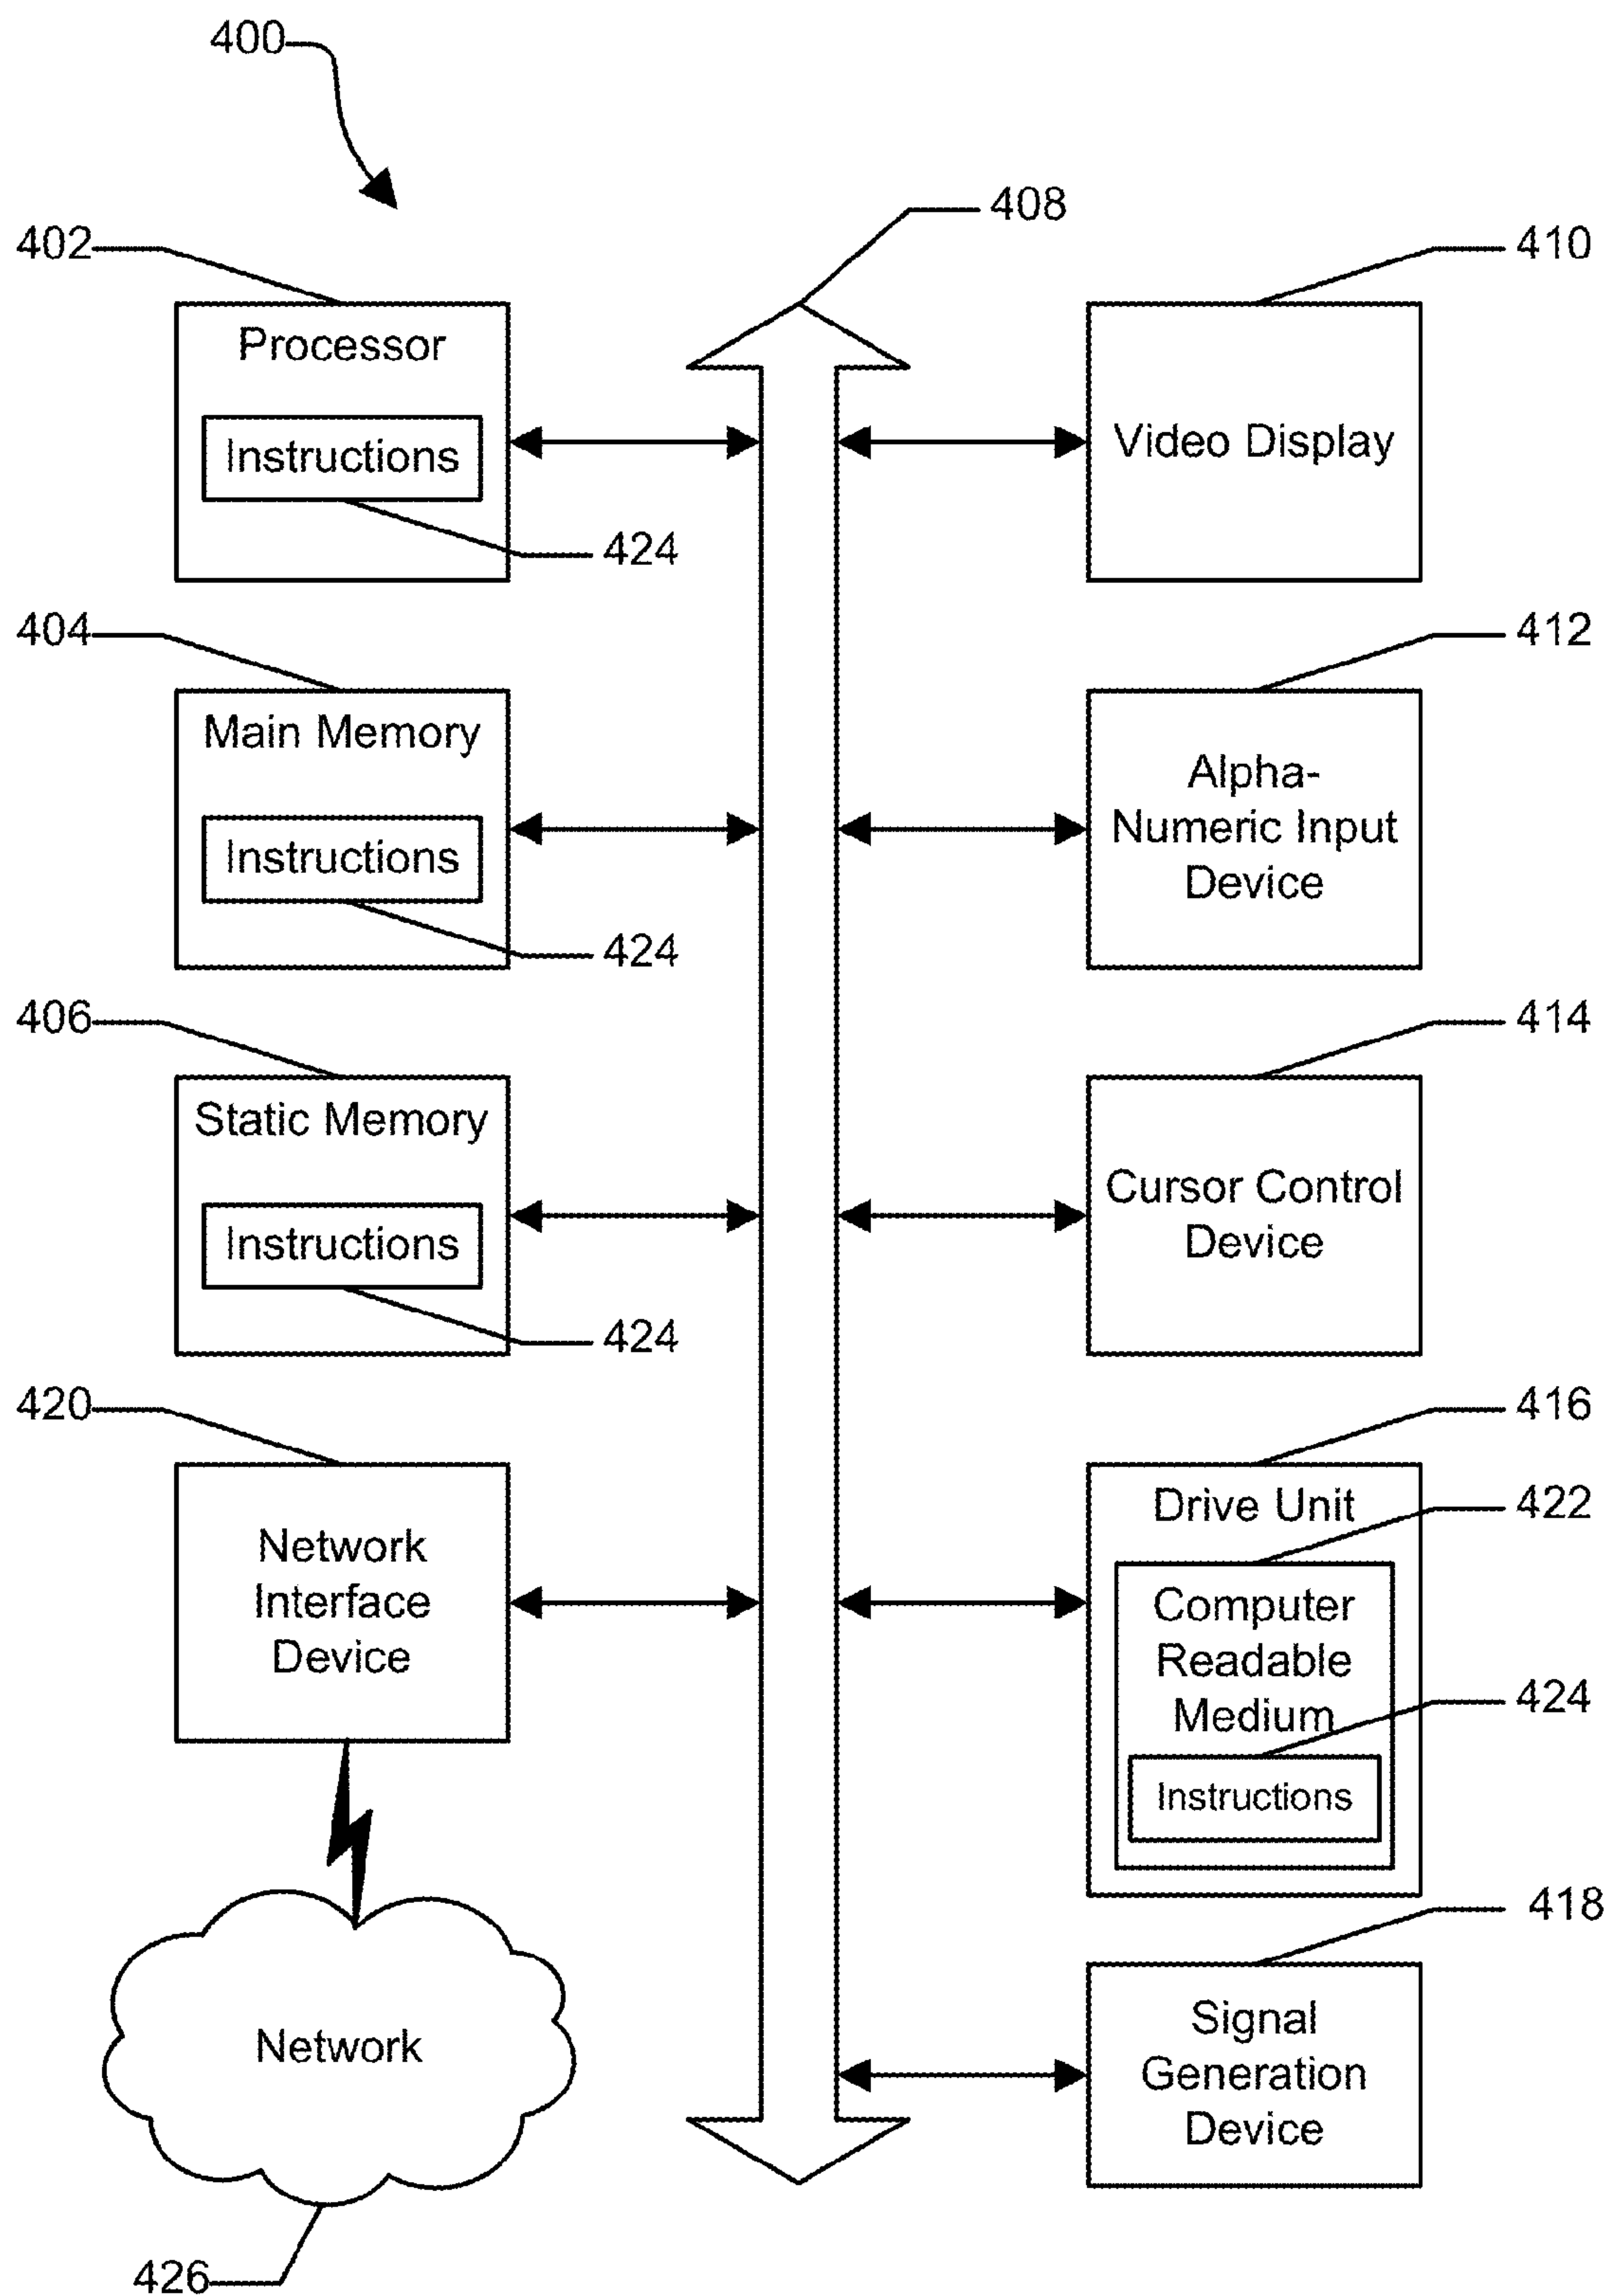 400
408
402
410
Processor
Instructions
Video Display
424
404
412
Main Memory
Alpha-
Numeric Input
Device
Instructions
424
406
414
Static Memory
Cursor Control
Device
Instructions
424
420
416
Drive Unit
422
Network
Interface
Device
Computer
Readable
Medium
424
Instructions
418
Network
Signal
Generation
Device
426